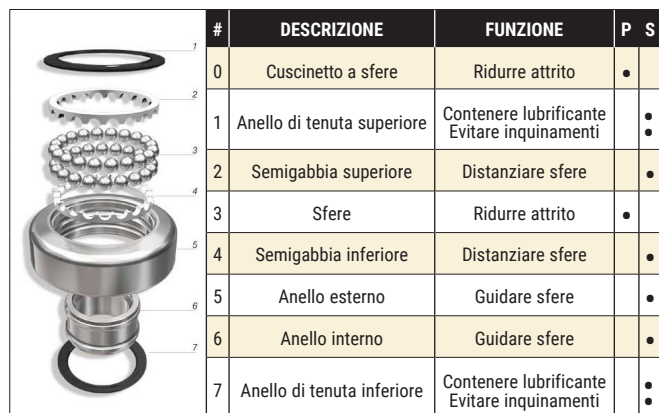 1
2
3
4
5
6
7
# DESCRIZIONE FUNZIONE P S
0 Cuscinetto a sfere Ridurre attrito •
1 Anello di tenuta superiore Contenere lubrificante •
Evitare inquinamenti •
2 Semigabbia superiore Distanziare sfere •
3 Sfere Ridurre attrito •
4 Semigabbia inferiore Distanziare sfere •
5 Anello esterno Guidare sfere •
6 Anello interno Guidare sfere •
7 Anello di tenuta inferiore Contenere lubrificante •
Evitare inquinamenti •